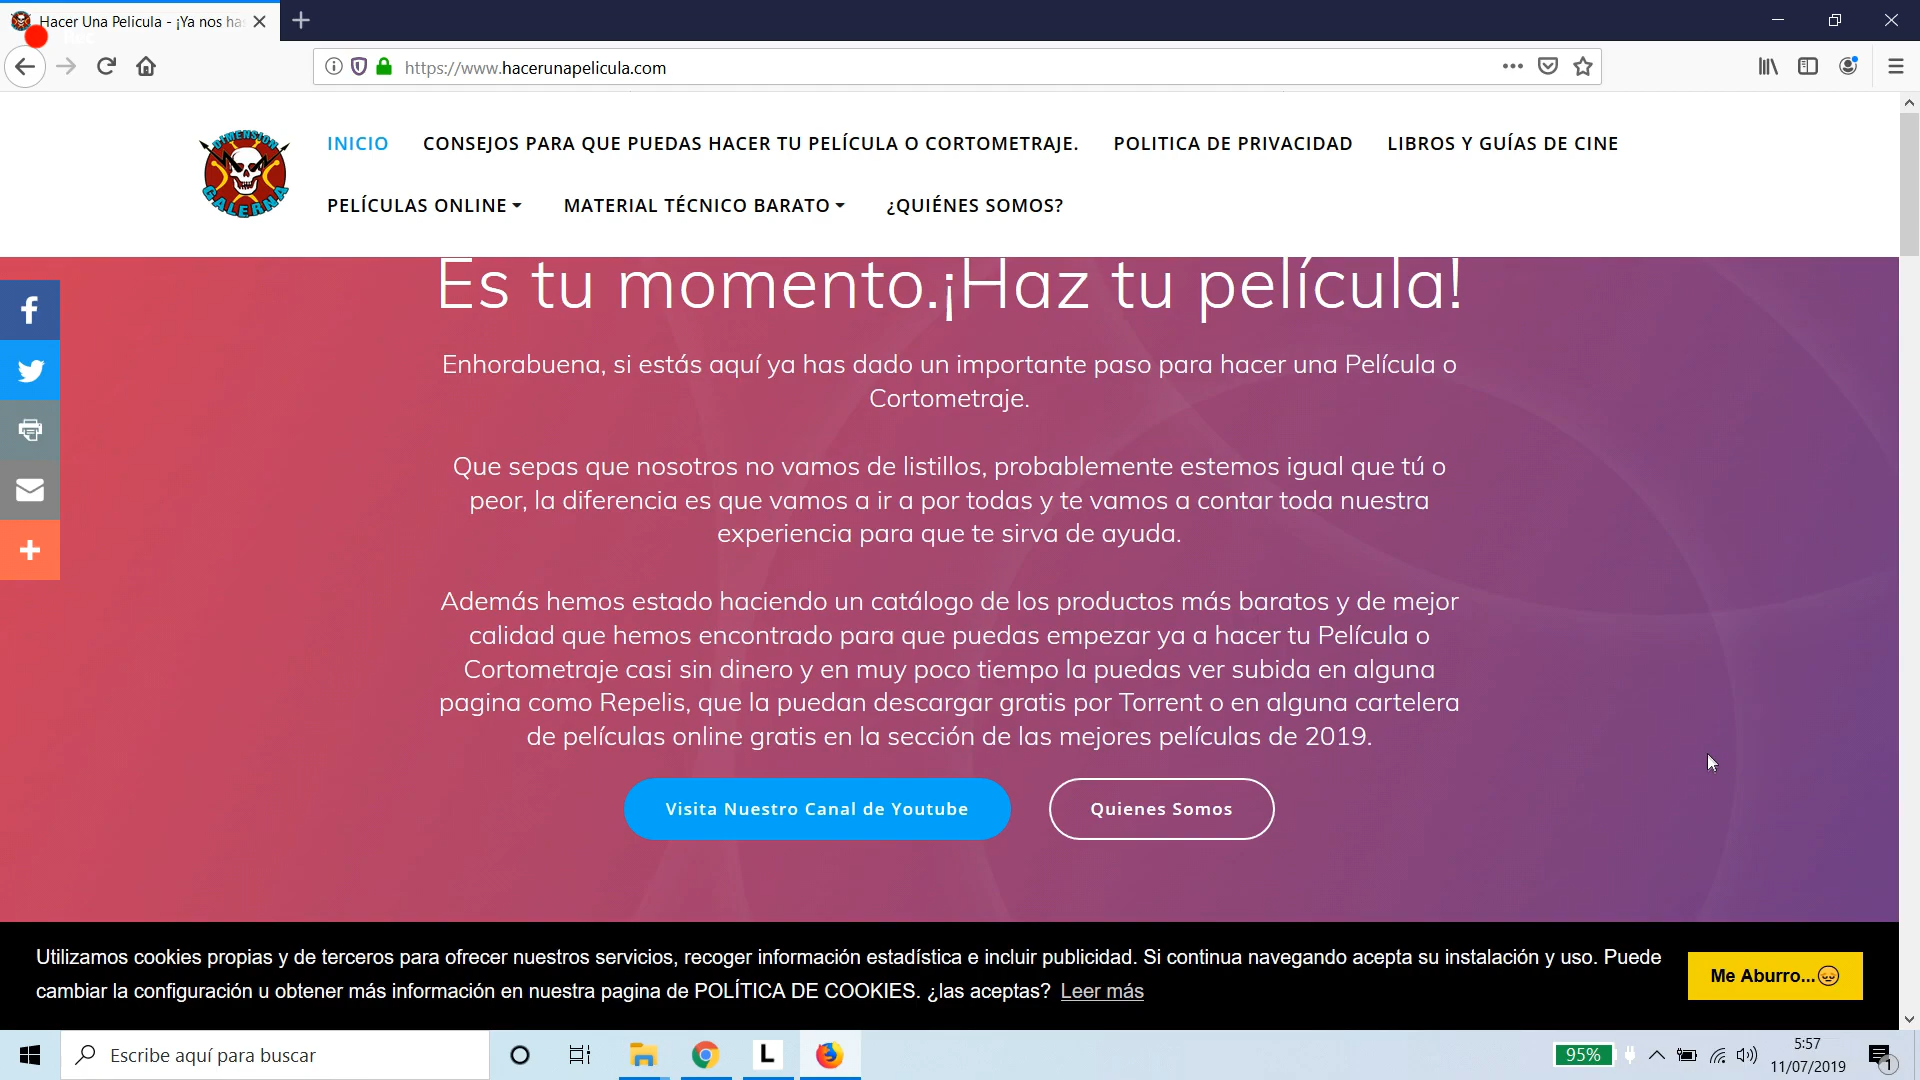 Hacer Una Pelicula - ¡Ya nos ha
https://www.hacerunapelicula.com
DIMENSION
CALERNA
INICIO
CONSEJOS PARA QUE PUEDAS HACER TU PELÍCULA O CORTOMETRAJE.
POLITICA DE PRIVACIDAD
LIBROS Y GUÍAS DE CINE
PELÍCULAS ONLINE
MATERIAL TÉCNICO BARATO
¿QUIÉNES SOMOS?
Es tu momento.¡Haz tu película!
Enhorabuena, si estás aquí ya has dado un importante paso para hacer una Película o
Cortometraje.
Que sepas que nosotros no vamos de listillos, probablemente estemos igual que tú o
peor, la diferencia es que vamos a ir a por todas y te vamos a contar toda nuestra
experiencia para que te sirva de ayuda.
Además hemos estado haciendo un catálogo de los productos más baratos y de mejor
calidad que hemos encontrado para que puedas empezar ya a hacer tu Película o
Cortometraje casi sin dinero y en muy poco tiempo la puedas ver subida en alguna
pagina como Repelis, que la puedan descargar gratis por Torrent o en alguna cartelera
de películas online gratis en la sección de las mejores películas de 2019.
Visita Nuestro Canal de Youtube
Quienes Somos
Utilizamos cookies propias y de terceros para ofrecer nuestros servicios, recoger información estadística e incluir publicidad. Si continua navegando acepta su instalación y uso. Puede
cambiar la configuración u obtener más información en nuestra pagina de POLÍTICA DE COOKIES. ¿las aceptas? Leer más
Me Aburro...😔
Escribe aquí para buscar
L
95%
5:57
11/07/2019
1